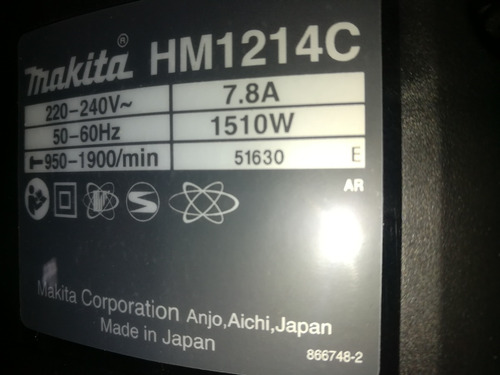 makita® HM1214C
220-240V~ 7.8A
50-60Hz 1510W
950-1900/min 51630 E
AR
Makita Corporation Anjo,Aichi,Japan
Made in Japan
866748-2